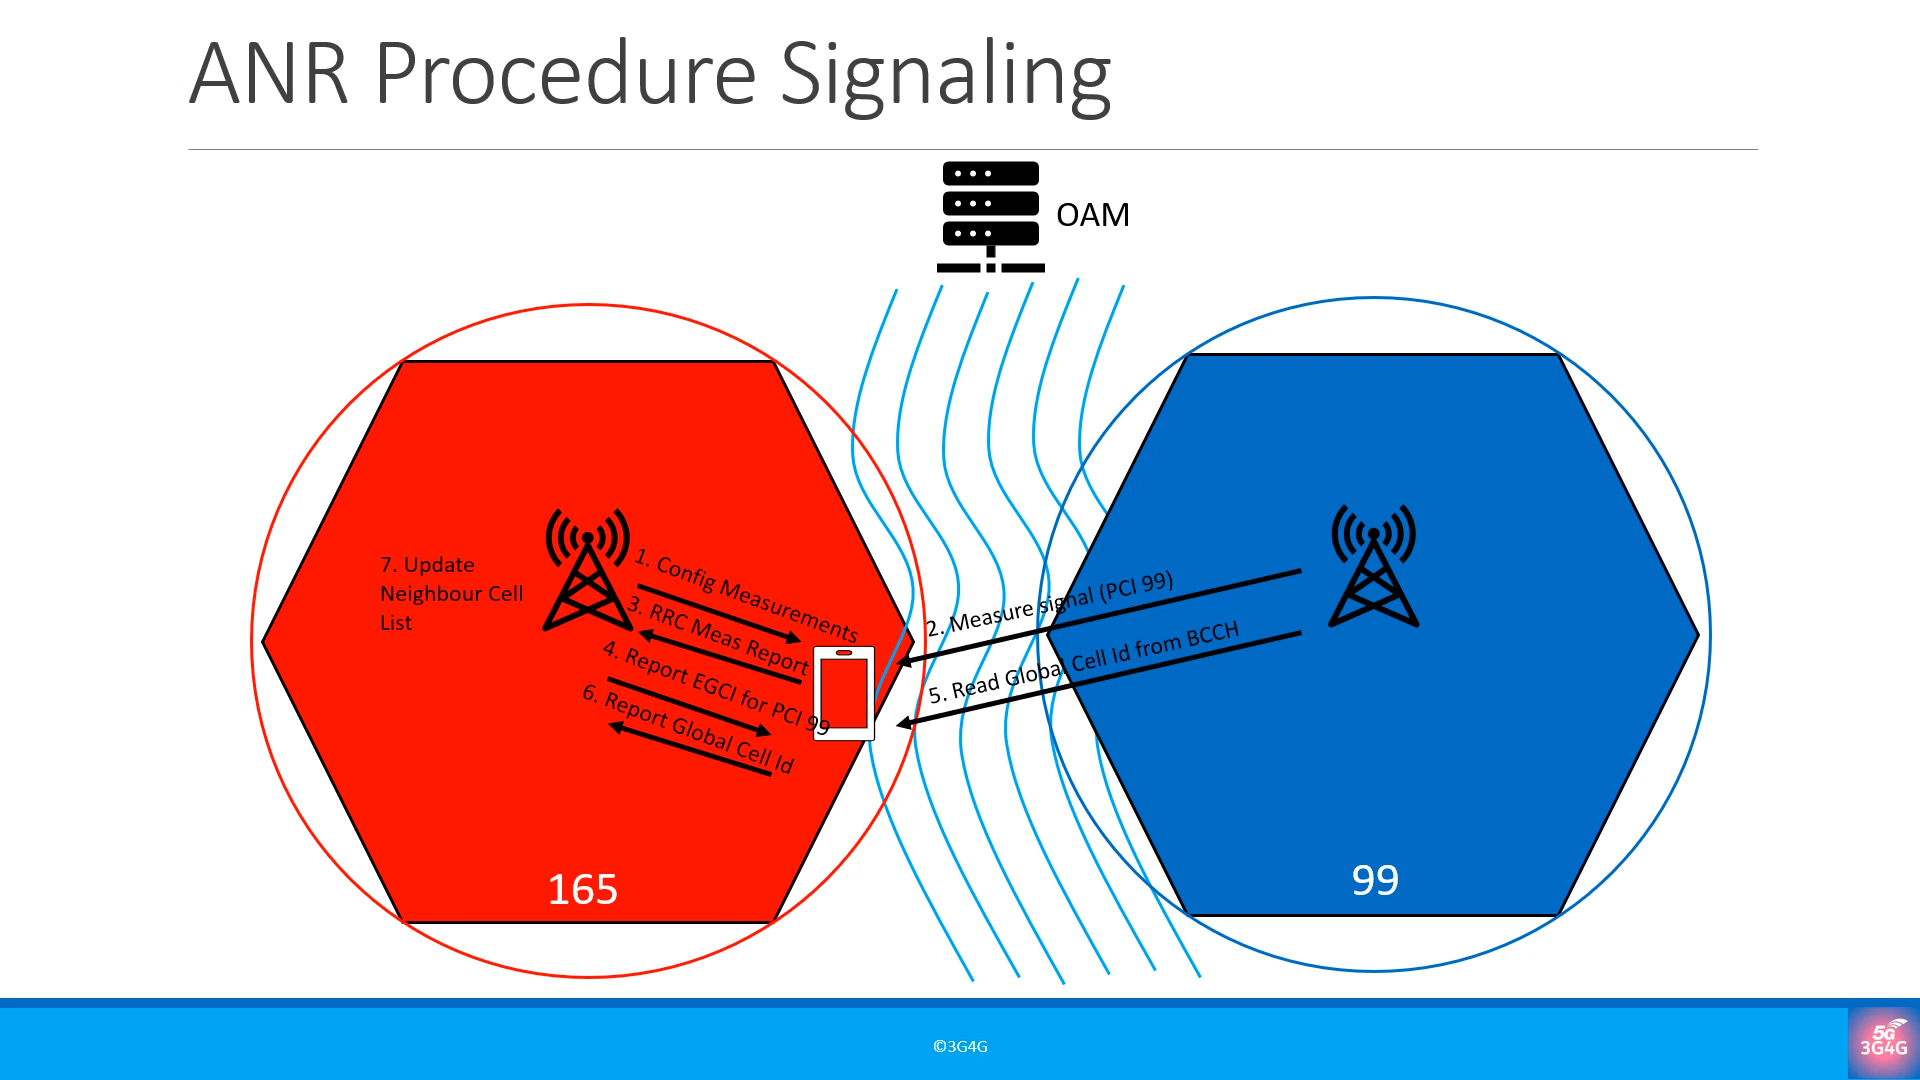 ANR Procedure Signaling
OAM
7. Update
Neighbour Cell
List
1. Config Measurements
3. RRC Meas Report
4. Report EGCI for PCI 99
6. Report Global Cell Id
2. Measure signal (PCI 99)
5. Read Global Cell Id from BCCH
165
99
©3G4G
5G
3G4G